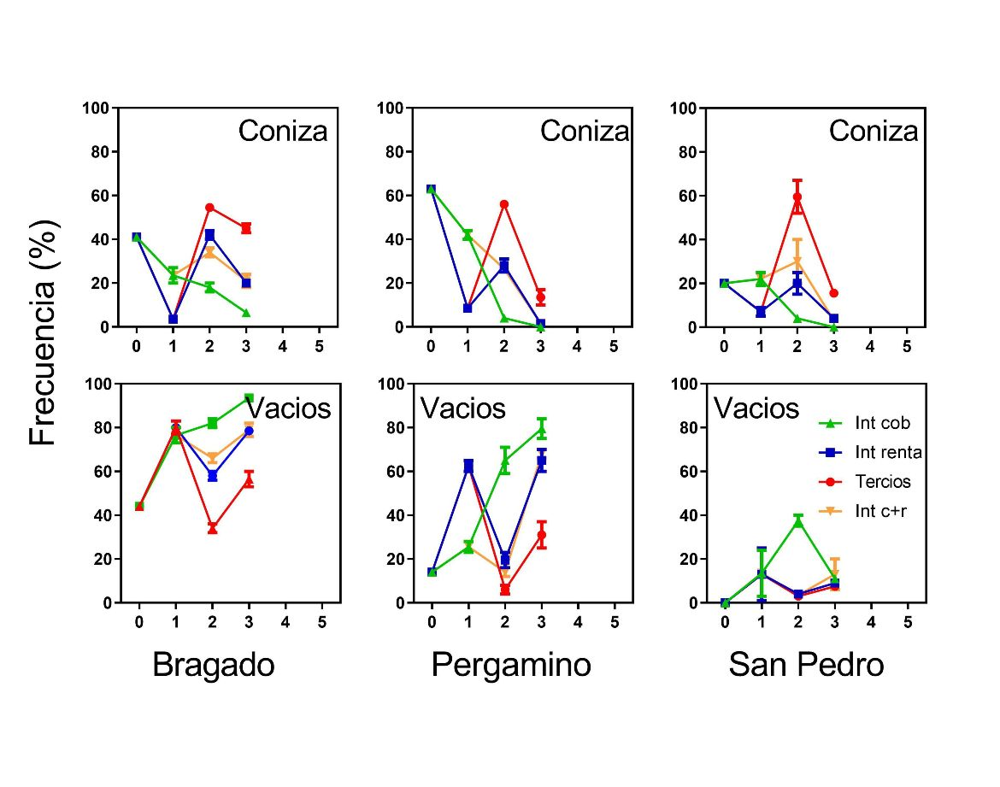 Frecuencia (%)
100
80
60
40
20
0
Coniza
0 1 2 3 4 5
100
80
60
40
20
0
Coniza
0 1 2 3 4 5
100
80
60
40
20
0
Coniza
0 1 2 3 4 5
100
80
60
40
20
0
Vacios
0 1 2 3 4 5
Bragado
100
80
60
40
20
0
Vacios
0 1 2 3 4 5
Pergamino
100
80
60
40
20
0
Vacios
Int cob
Int renta
Tercios
Int c+r
0 1 2 3 4 5
San Pedro